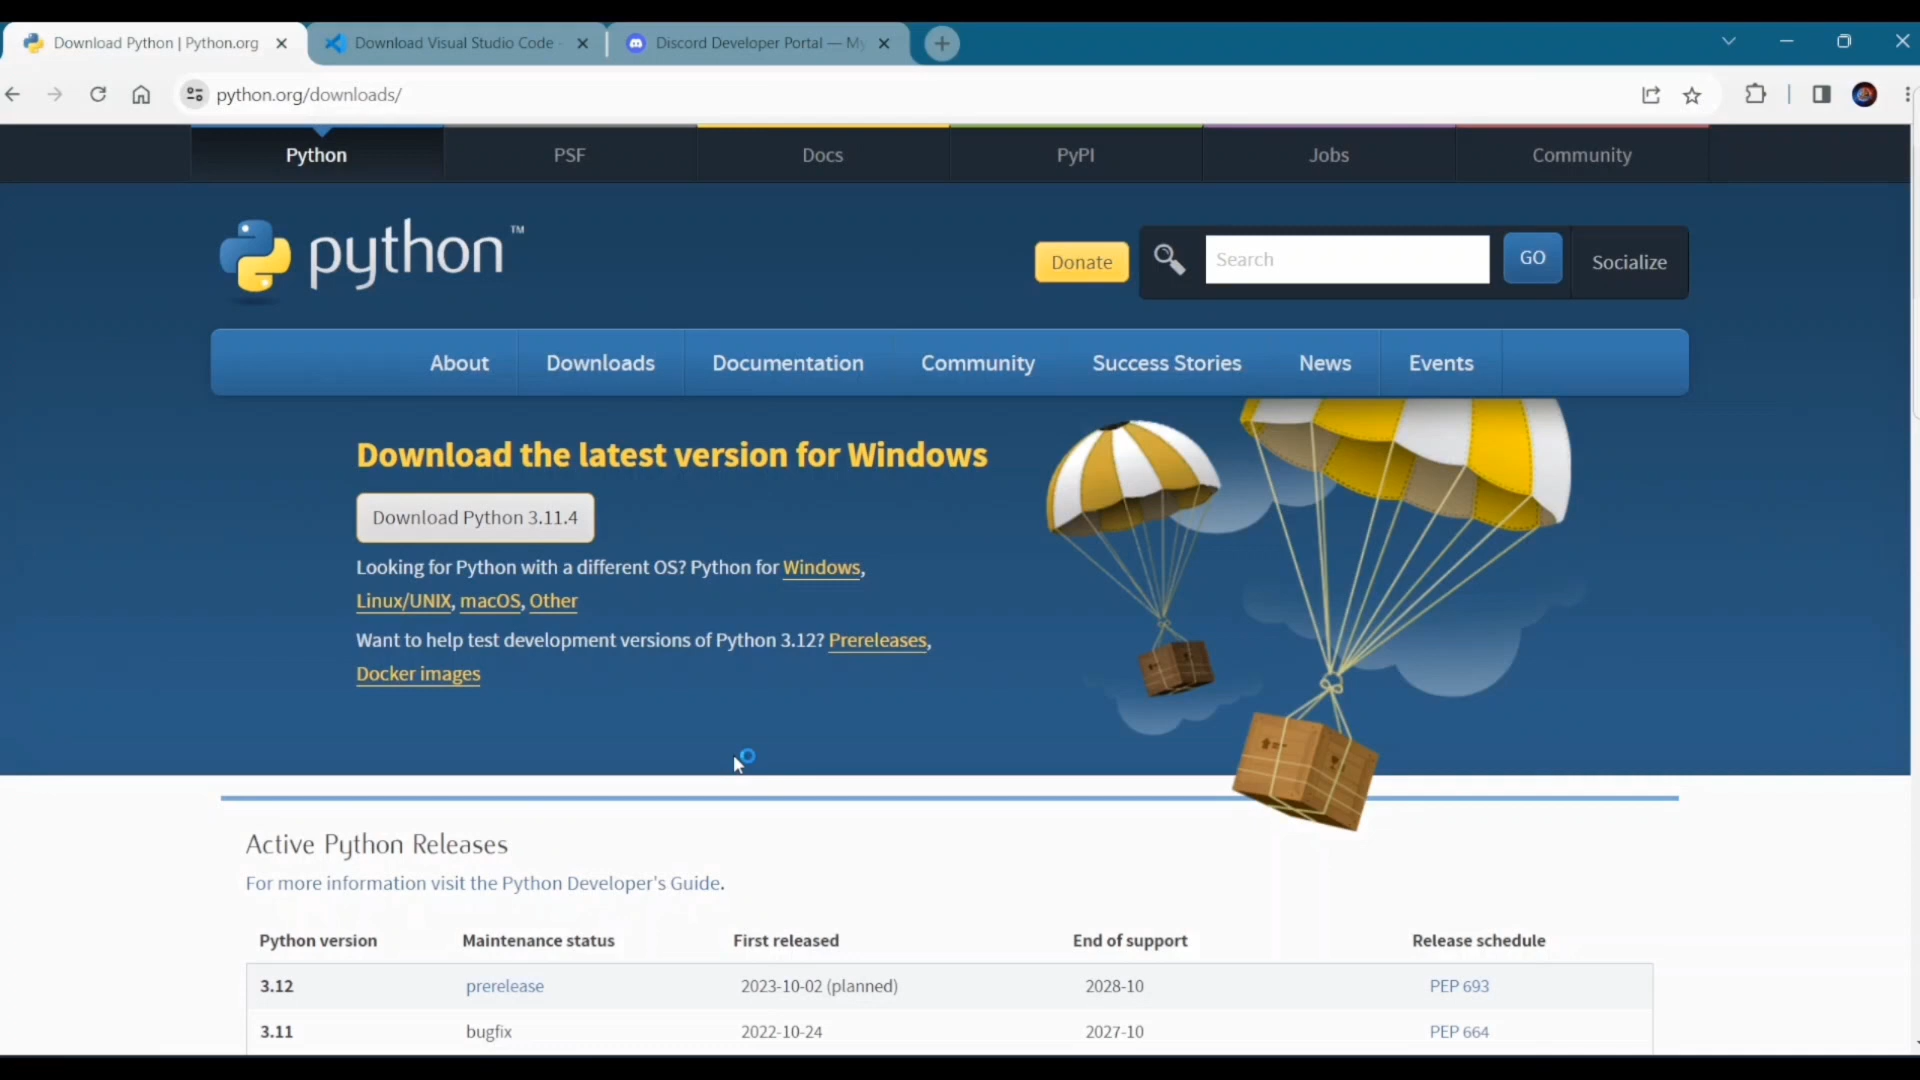 Download Python | Python.org
Download Visual Studio Code -
Discord Developer Portal — My
python.org/downloads/
Python
PSF
Docs
PyPI
Jobs
Community
python™
Donate
Search
GO
Socialize
About
Downloads
Documentation
Community
Success Stories
News
Events
Download the latest version for Windows
Download Python 3.11.4
Looking for Python with a different OS? Python for Windows,
Linux/UNIX, macOS, Other
Want to help test development versions of Python 3.12? Prereleases,
Docker images
Active Python Releases
For more information visit the Python Developer's Guide.
Python version Maintenance status First released End of support Release schedule
3.12 prerelease 2023-10-02 (planned) 2028-10 PEP 693
3.11 bugfix 2022-10-24 2027-10 PEP 664